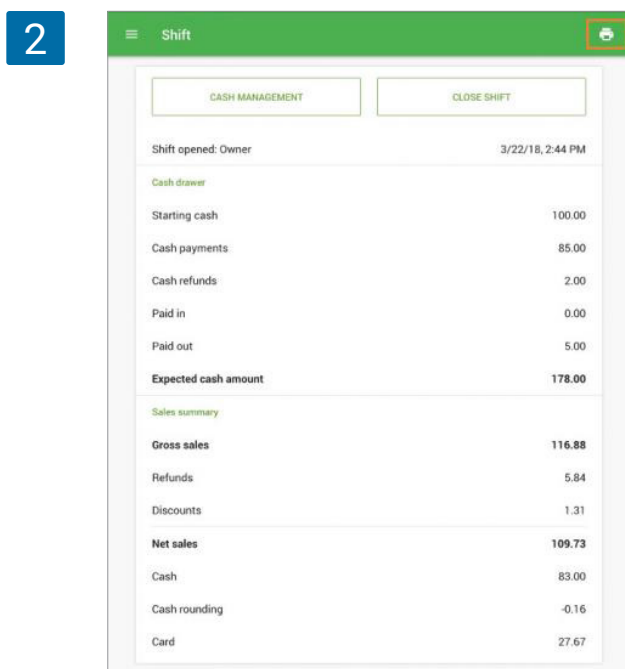 2
Shift
CASH MANAGEMENT CLOSE SHIFT
Shift opened: Owner 3/22/18, 2:44 PM
Cash drawer
Starting cash 100.00
Cash payments 85.00
Cash refunds 2.00
Paid in 0.00
Paid out 5.00
Expected cash amount 178.00
Sales summary
Gross sales 116.88
Refunds 5.84
Discounts 1.31
Net sales 109.73
Cash 83.00
Cash rounding -0.16
Card 27.67